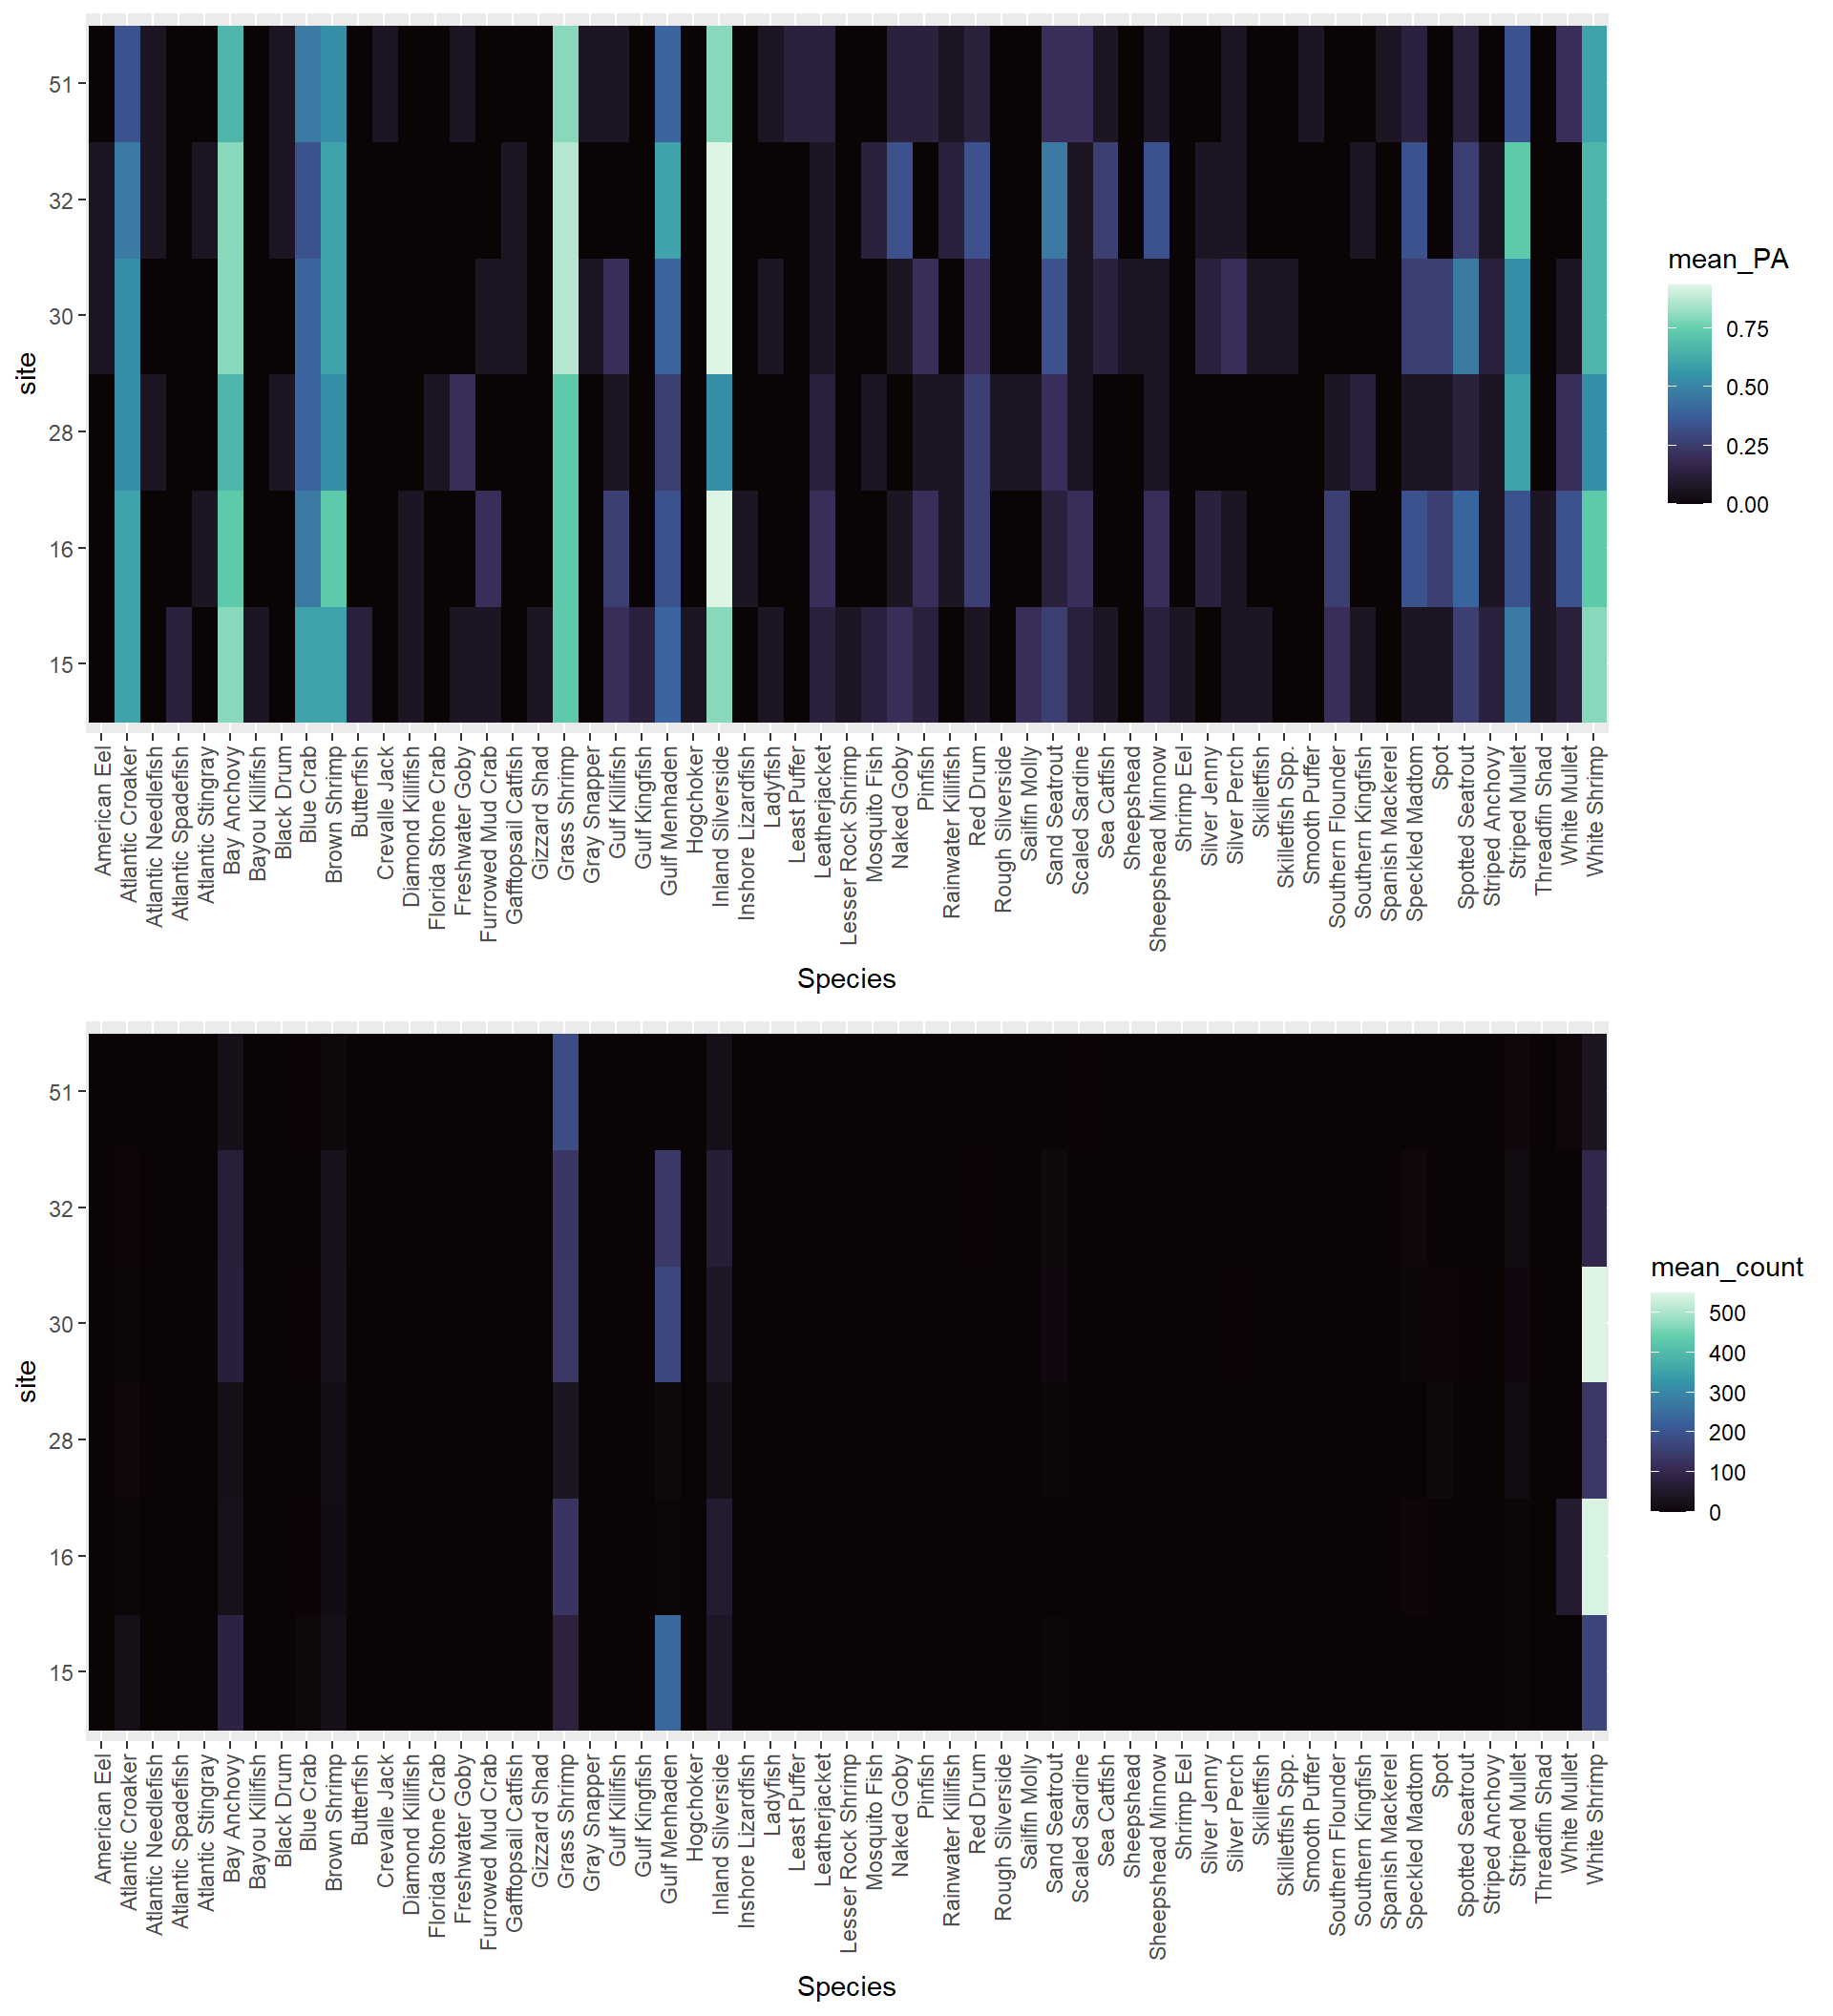 site
51
32
30
28
16
15
American Eel
Atlantic Croaker
Atlantic Needlefish
Atlantic Spadefish
Atlantic Stingray
Bay Anchovy
Bayou Killifish
Black Drum
Blue Crab
Brown Shrimp
Butterfish
Crevalle Jack
Diamond Killifish
Florida Stone Crab
Freshwater Goby
Furrowed Mud Crab
Gafftopsail Catfish
Gizzard Shad
Grass Shrimp
Gray Snapper
Gulf Killifish
Gulf Kingfish
Gulf Menhaden
Hogchoker
Inland Silverside
Inshore Lizardfish
Ladyfish
Least Puffer
Leatherjacket
Lesser Rock Shrimp
Mosquito Fish
Naked Goby
Pinfish
Rainwater Killifish
Red Drum
Rough Silverside
Sailfin Molly
Sand Seatrout
Scaled Sardine
Sea Catfish
Sheepshead
Sheepshead Minnow
Shrimp Eel
Silver Jenny
Silver Perch
Skilletfish
Skilletfish Spp.
Smooth Puffer
Southern Flounder
Southern Kingfish
Spanish Mackerel
Speckled Madtom
Spot
Spotted Seatrout
Striped Anchovy
Striped Mullet
Threadfin Shad
White Mullet
White Shrimp
Species
mean_PA
0.75
0.50
0.25
0.00
site
51
32
30
28
16
15
American Eel
Atlantic Croaker
Atlantic Needlefish
Atlantic Spadefish
Atlantic Stingray
Bay Anchovy
Bayou Killifish
Black Drum
Blue Crab
Brown Shrimp
Butterfish
Crevalle Jack
Diamond Killifish
Florida Stone Crab
Freshwater Goby
Furrowed Mud Crab
Gafftopsail Catfish
Gizzard Shad
Grass Shrimp
Gray Snapper
Gulf Killifish
Gulf Kingfish
Gulf Menhaden
Hogchoker
Inland Silverside
Inshore Lizardfish
Ladyfish
Least Puffer
Leatherjacket
Lesser Rock Shrimp
Mosquito Fish
Naked Goby
Pinfish
Rainwater Killifish
Red Drum
Rough Silverside
Sailfin Molly
Sand Seatrout
Scaled Sardine
Sea Catfish
Sheepshead
Sheepshead Minnow
Shrimp Eel
Silver Jenny
Silver Perch
Skilletfish
Skilletfish Spp.
Smooth Puffer
Southern Flounder
Southern Kingfish
Spanish Mackerel
Speckled Madtom
Spot
Spotted Seatrout
Striped Anchovy
Striped Mullet
Threadfin Shad
White Mullet
White Shrimp
Species
mean_count
500
400
300
200
100
0